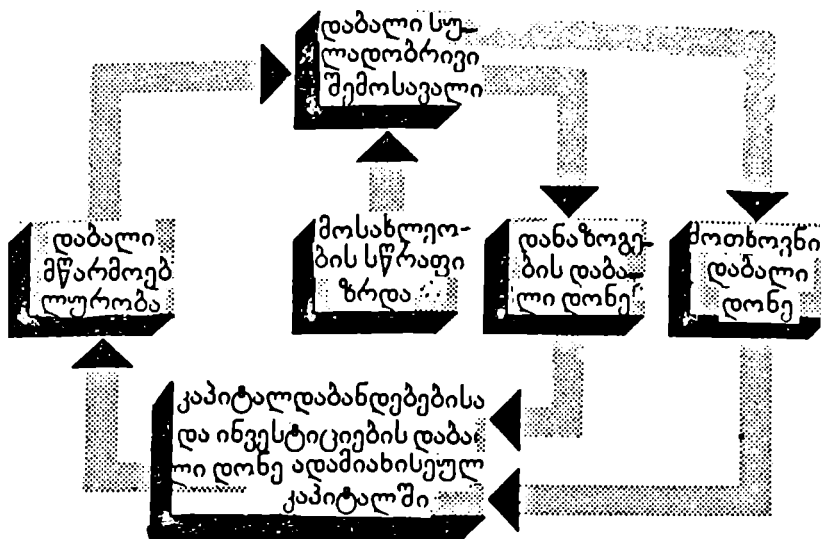 დაბალი სუ-
ლადობრივი
შემოსავალი
დაბალი
მწარმოებ
ლურობა
მოსახლეო-
ბის სწრაფი
ზრდა
დანაზოგე-
ბის დაბა-
ლი დონე
მოთხოვნი
დაბალი
დონე
კაპიტალდაბანდებებისა
და ინვესტიციების დაბა
ლი დონე ადამიახისეულ
კაპიტალში